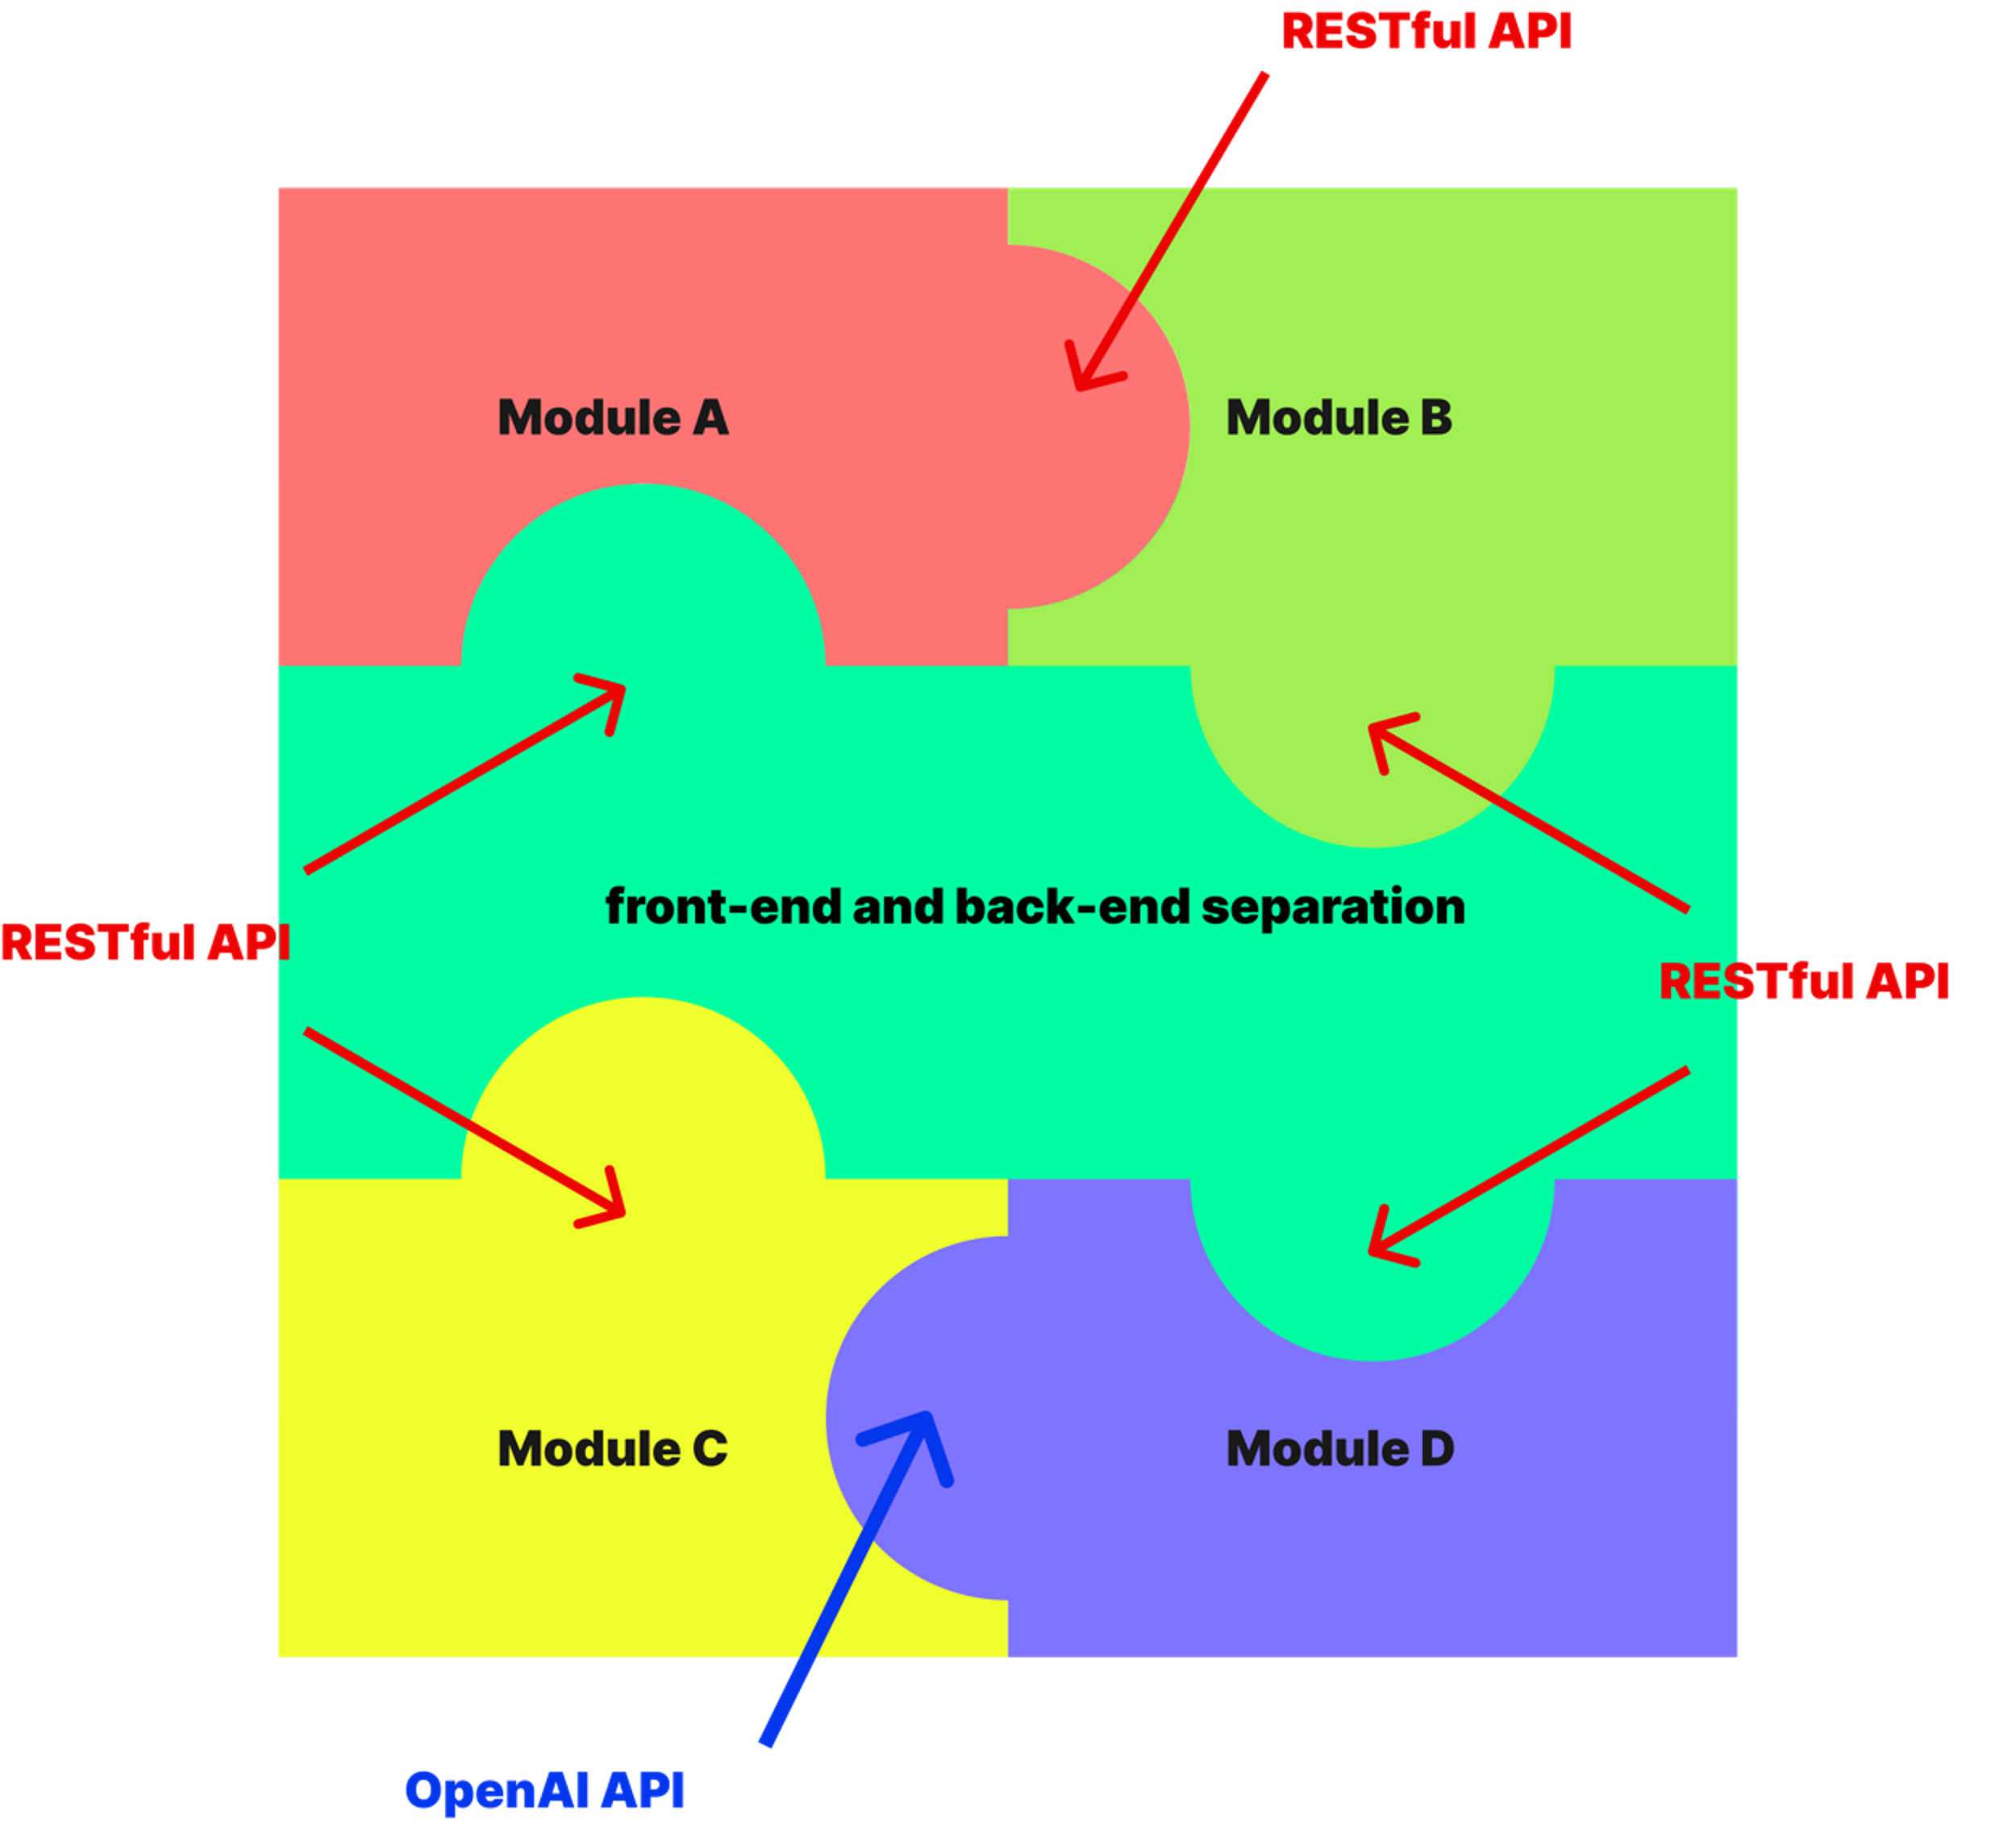 RESTful API
Module A
Module B
front-end and back-end separation
RESTful API
RESTful API
Module C
Module D
OpenAI API